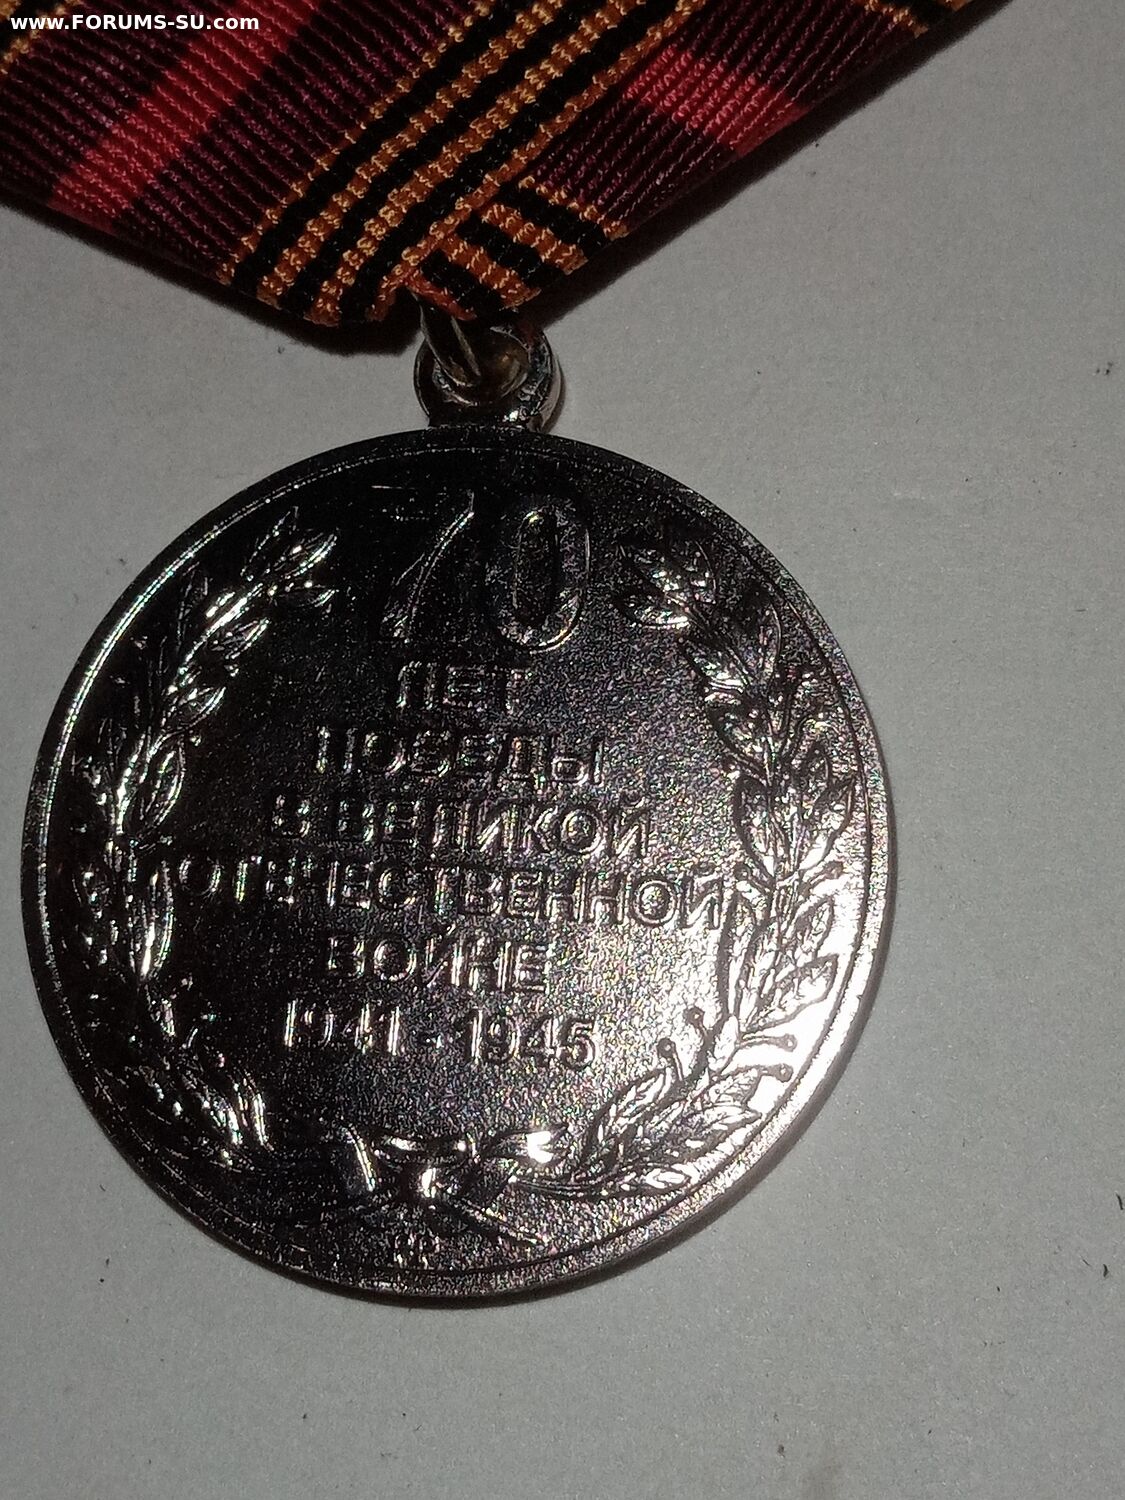 www.FORUMS-SU.com
70
ЛЕТ
ПОБЕДЫ
В ВЕЛИКОЙ
ОТЕЧЕСТВЕННОЙ
ВОЙНЕ
1941 - 1945